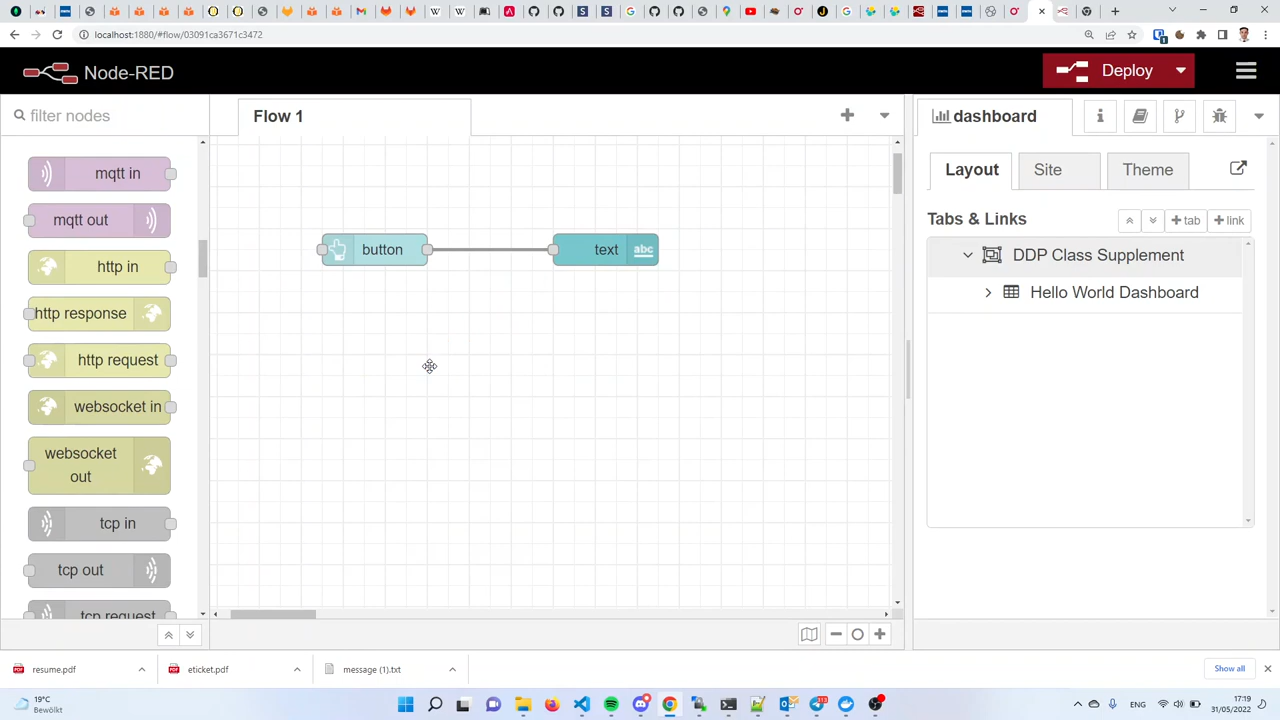 localhost:1880/#flow/03091ca3671c3472
Node-RED
Deploy
filter nodes
Flow 1
dashboard
mqtt in
mqtt out
http in
http response
http request
websocket in
websocket
out
tcp in
tcp out
tcp request
button
text
abc
Layout
Site
Theme
Tabs & Links
tab
link
DDP Class Supplement
Hello World Dashboard
resume.pdf
eticket.pdf
message (1).txt
Show all
19°C
Bewölkt
ENG
17:19
31/05/2022